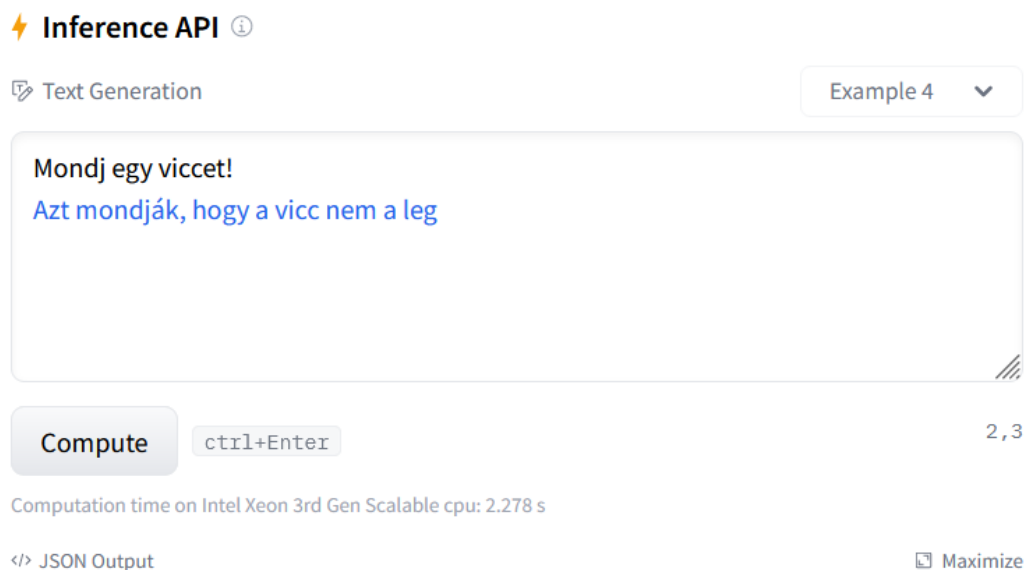 Inference API
Text Generation
Example 4
Mondj egy viccet!
Azt mondják, hogy a vicc nem a leg
Compute
ctrl+Enter
2,3
Computation time on Intel Xeon 3rd Gen Scalable cpu: 2.278 s
</> JSON Output
Maximize